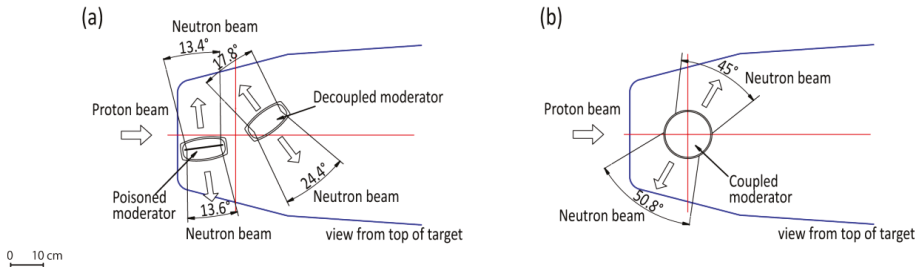 (a)
Neutron beam
13.4°
17.8°
Decoupled moderator
Proton beam
Poisoned
moderator
13.6°
24.4°
Neutron beam
Neutron beam
view from top of target
0 10 cm
(b)
45°
Neutron beam
Proton beam
Coupled
moderator
50.8°
Neutron beam
view from top of target